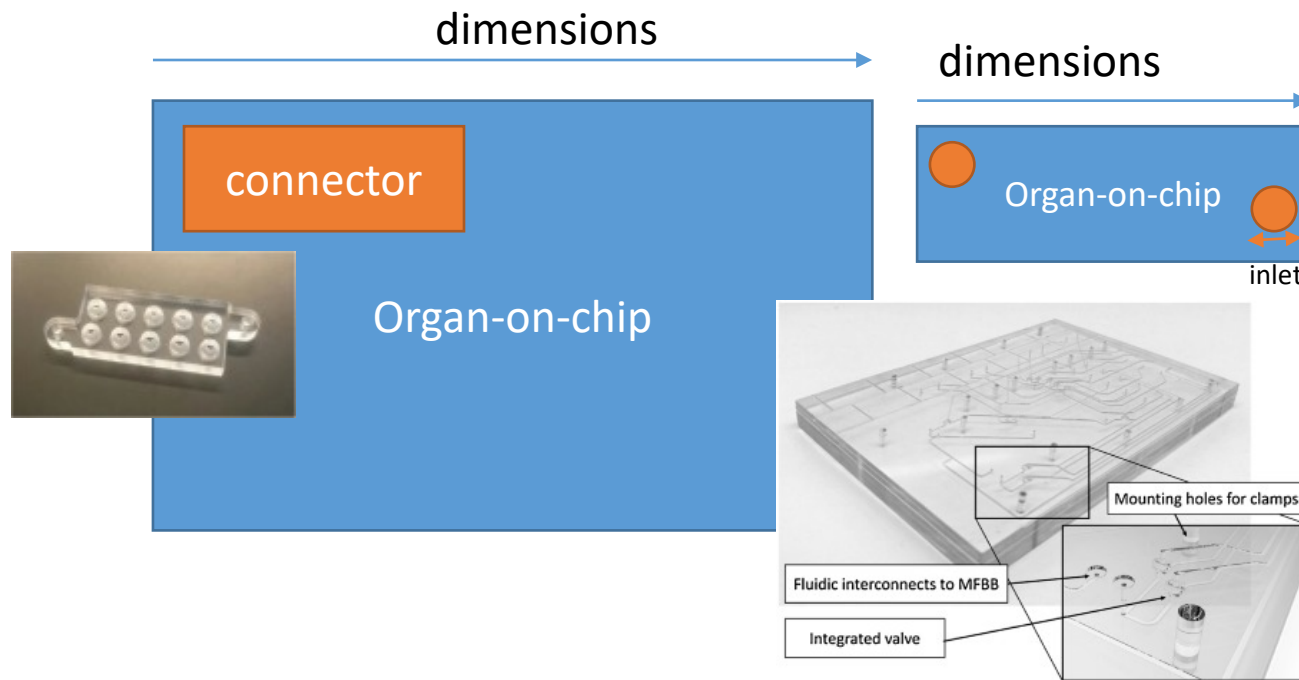 dimensions
dimensions
connector
Organ-on-chip
inlet
Organ-on-chip
Mounting holes for clamps
Fluidic interconnects to MFBB
Integrated valve